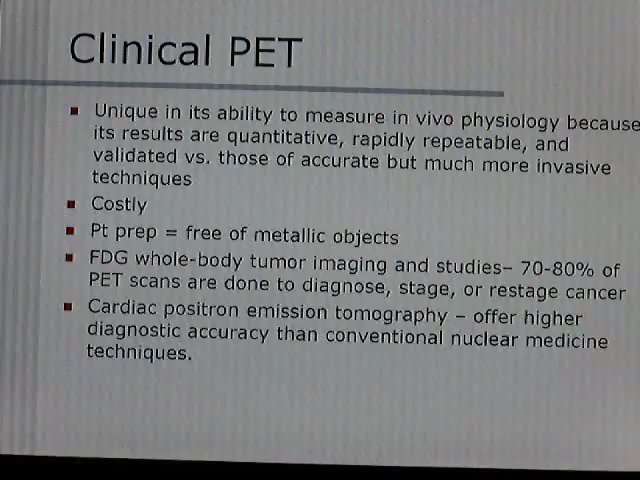 Clinical PET
Unique in its ability to measure in vivo physiology because
its results are quantitative, rapidly repeatable, and
validated vs. those of accurate but much more invasive
techniques
Costly
Pt prep = free of metallic objects
FDG whole-body tumor imaging and studies– 70-80% of
PET scans are done to diagnose, stage, or restage cancer
Cardiac positron emission tomography – offer higher
diagnostic accuracy than conventional nuclear medicine
techniques.